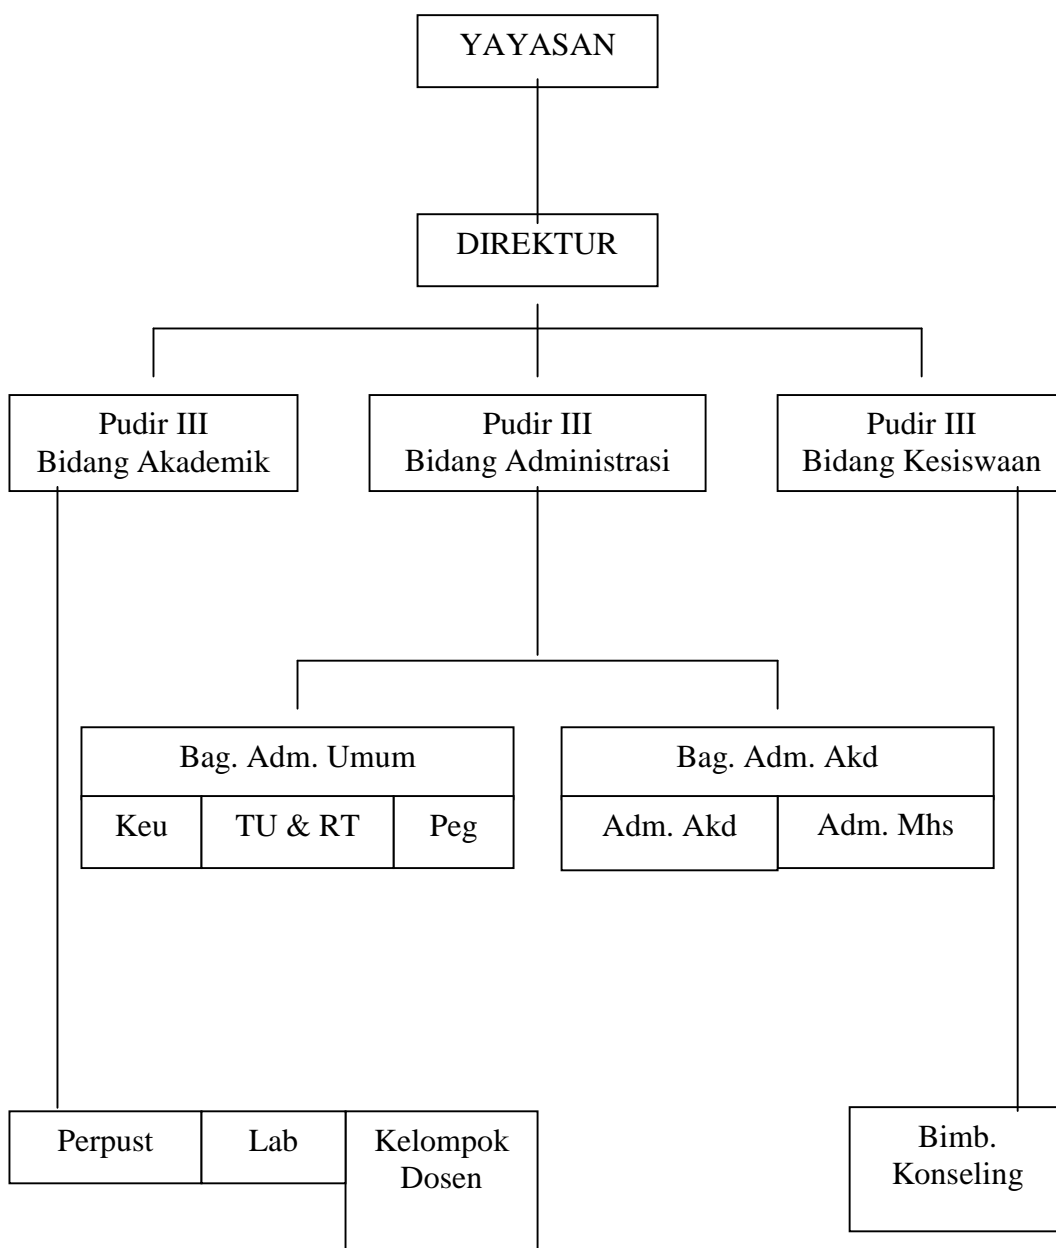 YAYASAN
DIREKTUR
Pudir III
Bidang Akademik
Pudir III
Bidang Administrasi
Pudir III
Bidang Kesiswaan
Bag. Adm. Umum
Keu
TU & RT
Peg
Bag. Adm. Akd
Adm. Akd
Adm. Mhs
Perpust
Lab
Kelompok
Dosen
Bimb.
Konseling